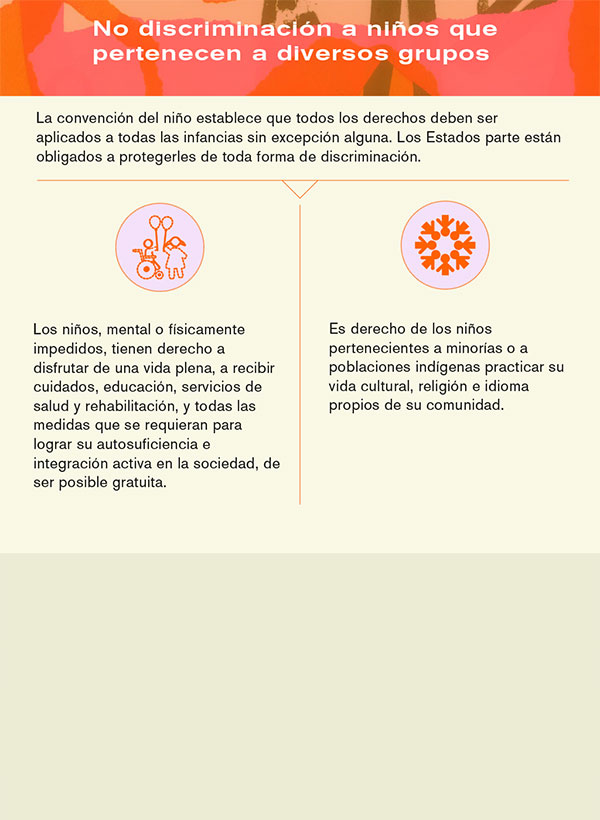 No discriminación a niños que
pertenecen a diversos grupos
La convención del niño establece que todos los derechos deben ser
aplicados a todas las infancias sin excepción alguna. Los Estados parte están
obligados a protegerles de toda forma de discriminación.
Los niños, mental o físicamente
impedidos, tienen derecho a
disfrutar de una vida plena, a recibir
cuidados, educación, servicios de
salud y rehabilitación, y todas las
medidas que se requieran para
lograr su autosuficiencia e
integración activa en la sociedad, de
ser posible gratuita.
Es derecho de los niños
pertenecientes a minorías o a
poblaciones indígenas practicar su
vida cultural, religión e idioma
propios de su comunidad.